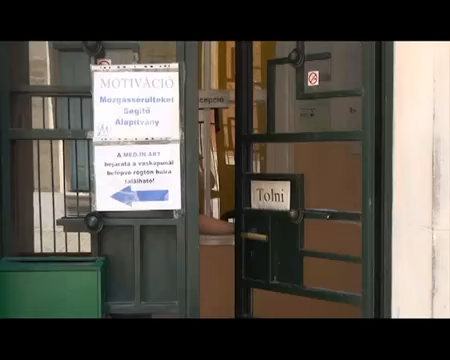 MOTIVÁCIÓ
Mozgássérülteket
Segítő
Alapítvány
A MED-IN-ART
bejárata a vaskapunál
belépve rögtön balra
található!
Tolni